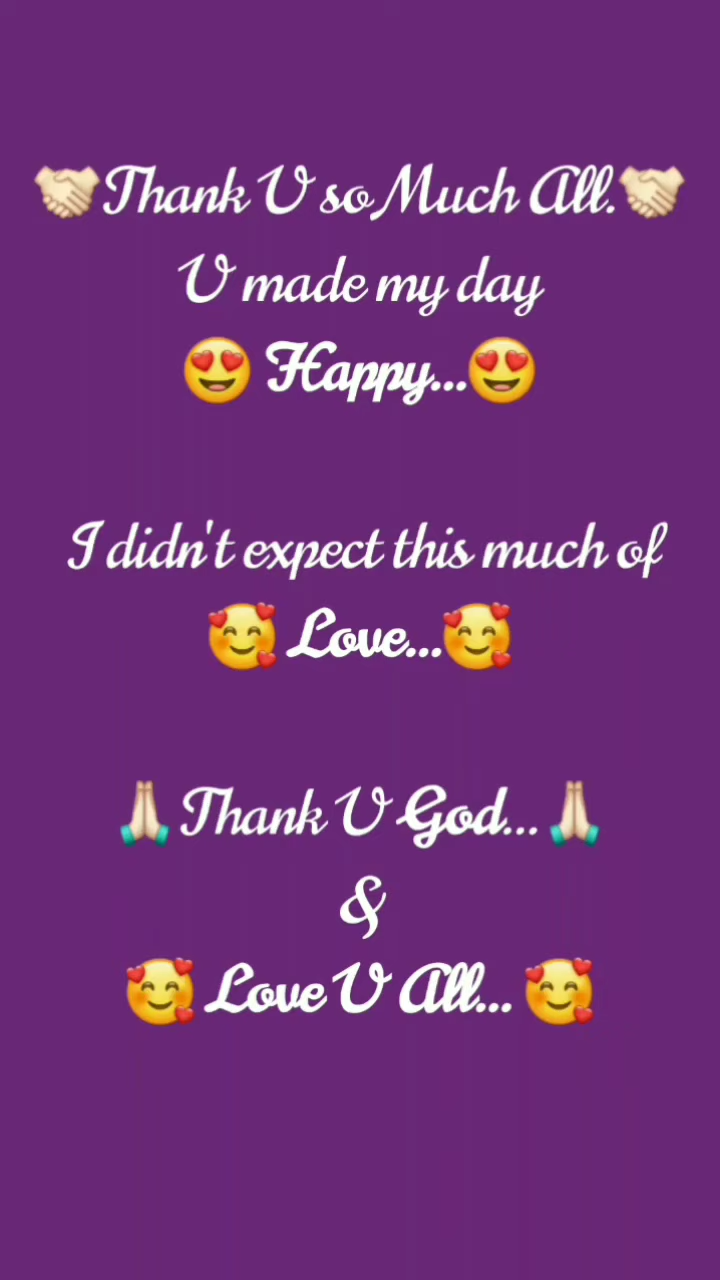 🤝🏻Thank U so Much All.🤝🏻
U made my day
😍 Happy...😍
I didn't expect this much of
🥰 Love...🥰
🙏🏻 Thank U God... 🙏🏻
&
🥰 Love U All... 🥰